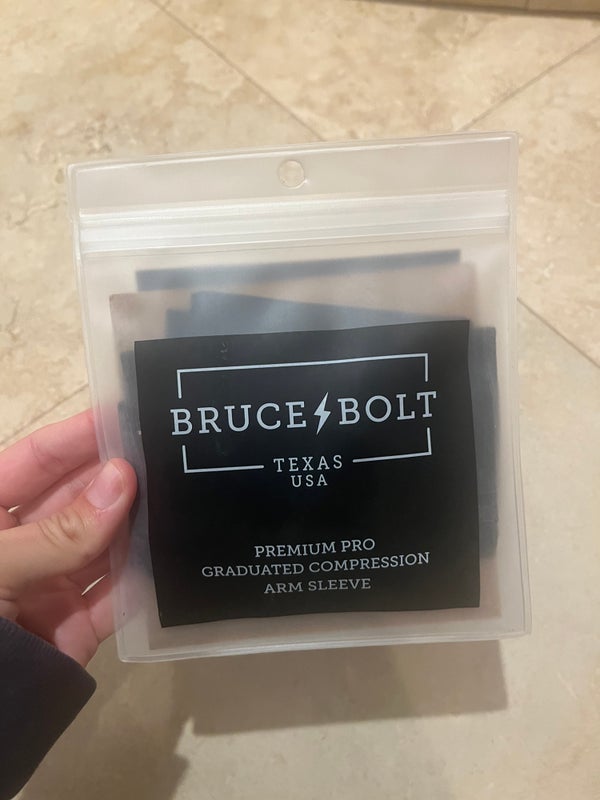 BRUCE BOLT
TEXAS
USA
PREMIUM PRO
GRADUATED COMPRESSION
ARM SLEEVE